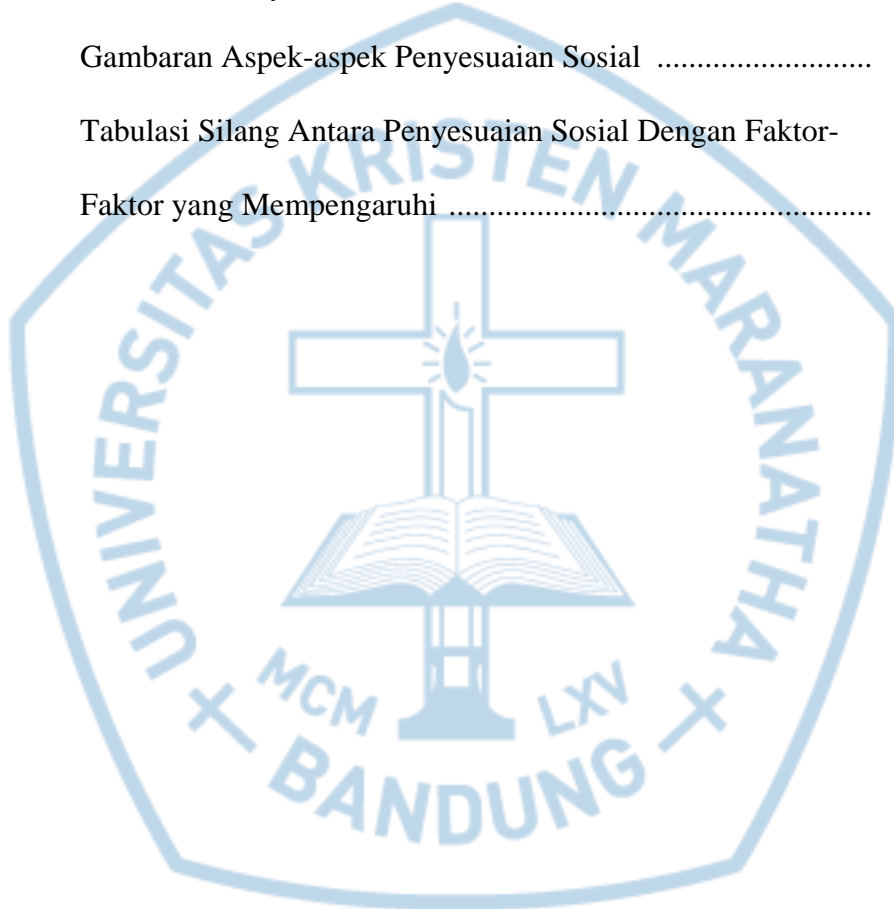 Gambaran Aspek-aspek Penyesuaian Sosial ...........................
Tabulasi Silang Antara Penyesuaian Sosial Dengan Faktor-
Faktor yang Mempengaruhi .....................................................
UNIVERSITAS KRISTEN MARANATHA
MCM LXV
BANDUNG